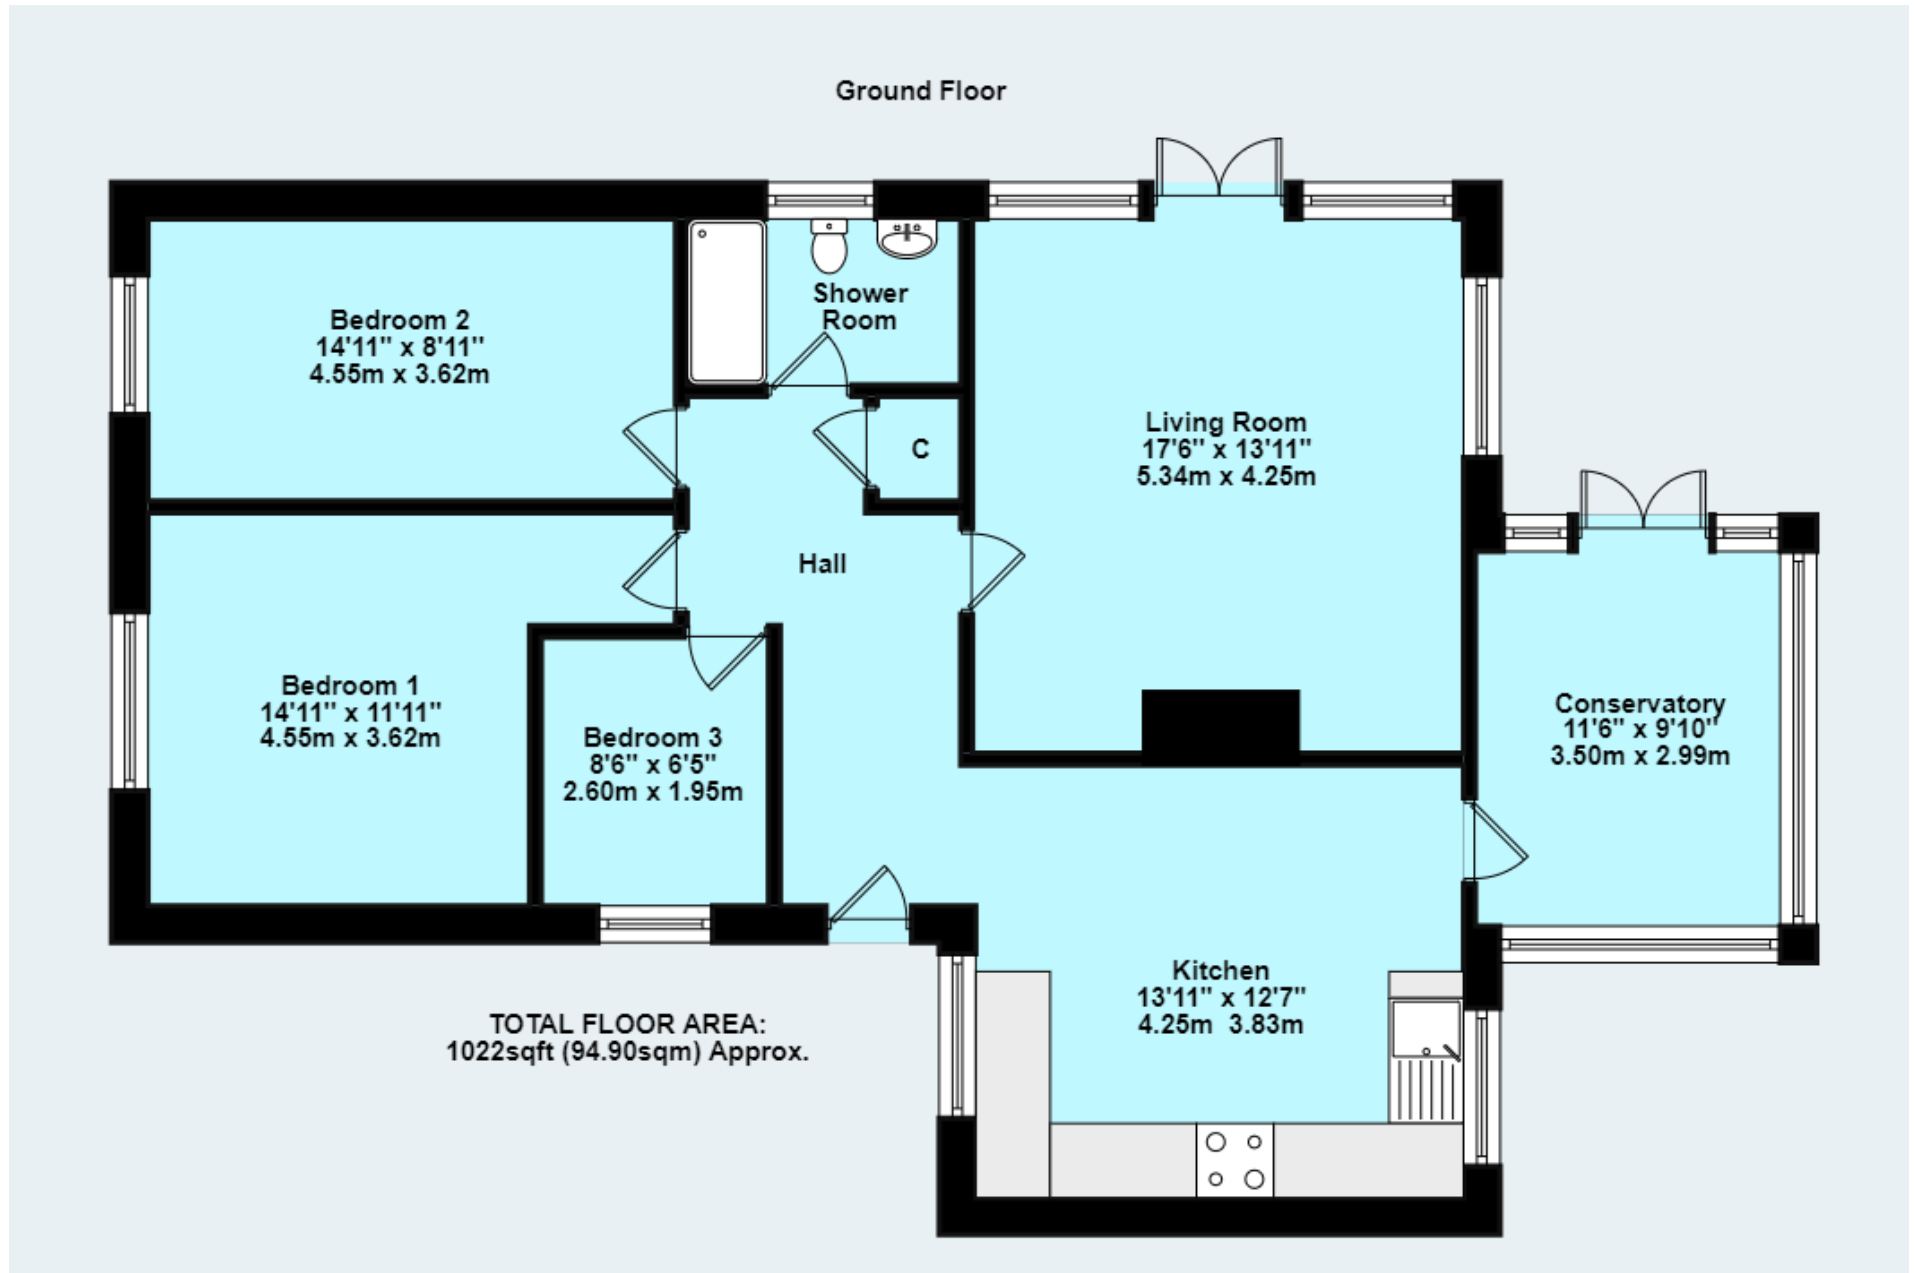 Ground Floor
Bedroom 2
14'11" x 8'11"
4.55m x 3.62m
Shower
Room
C
Living Room
17'6" x 13'11"
5.34m x 4.25m
Hall
Bedroom 1
14'11" x 11'11"
4.55m x 3.62m
Bedroom 3
8'6" x 6'5"
2.60m x 1.95m
Conservatory
11'6" x 9'10"
3.50m x 2.99m
Kitchen
13'11" x 12'7"
4.25m 3.83m
TOTAL FLOOR AREA:
1022sqft (94.90sqm) Approx.